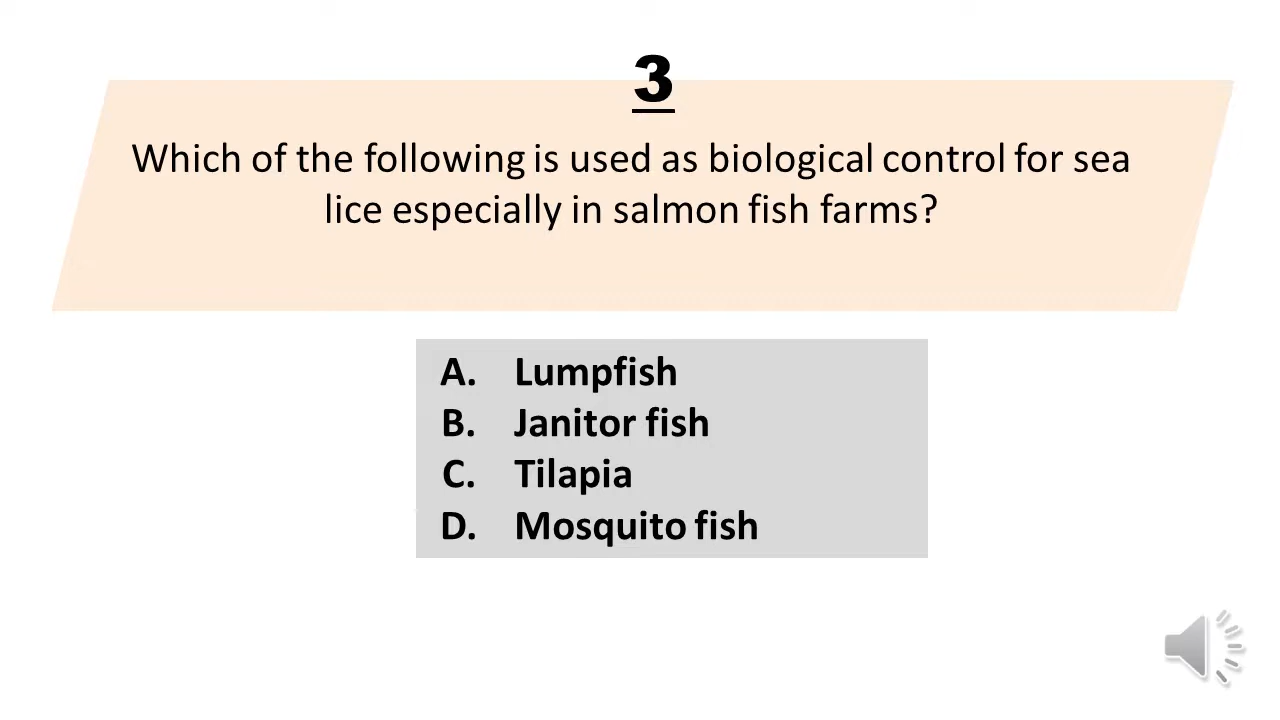 3
Which of the following is used as biological control for sea
lice especially in salmon fish farms?
A. Lumpfish
B. Janitor fish
C. Tilapia
D. Mosquito fish